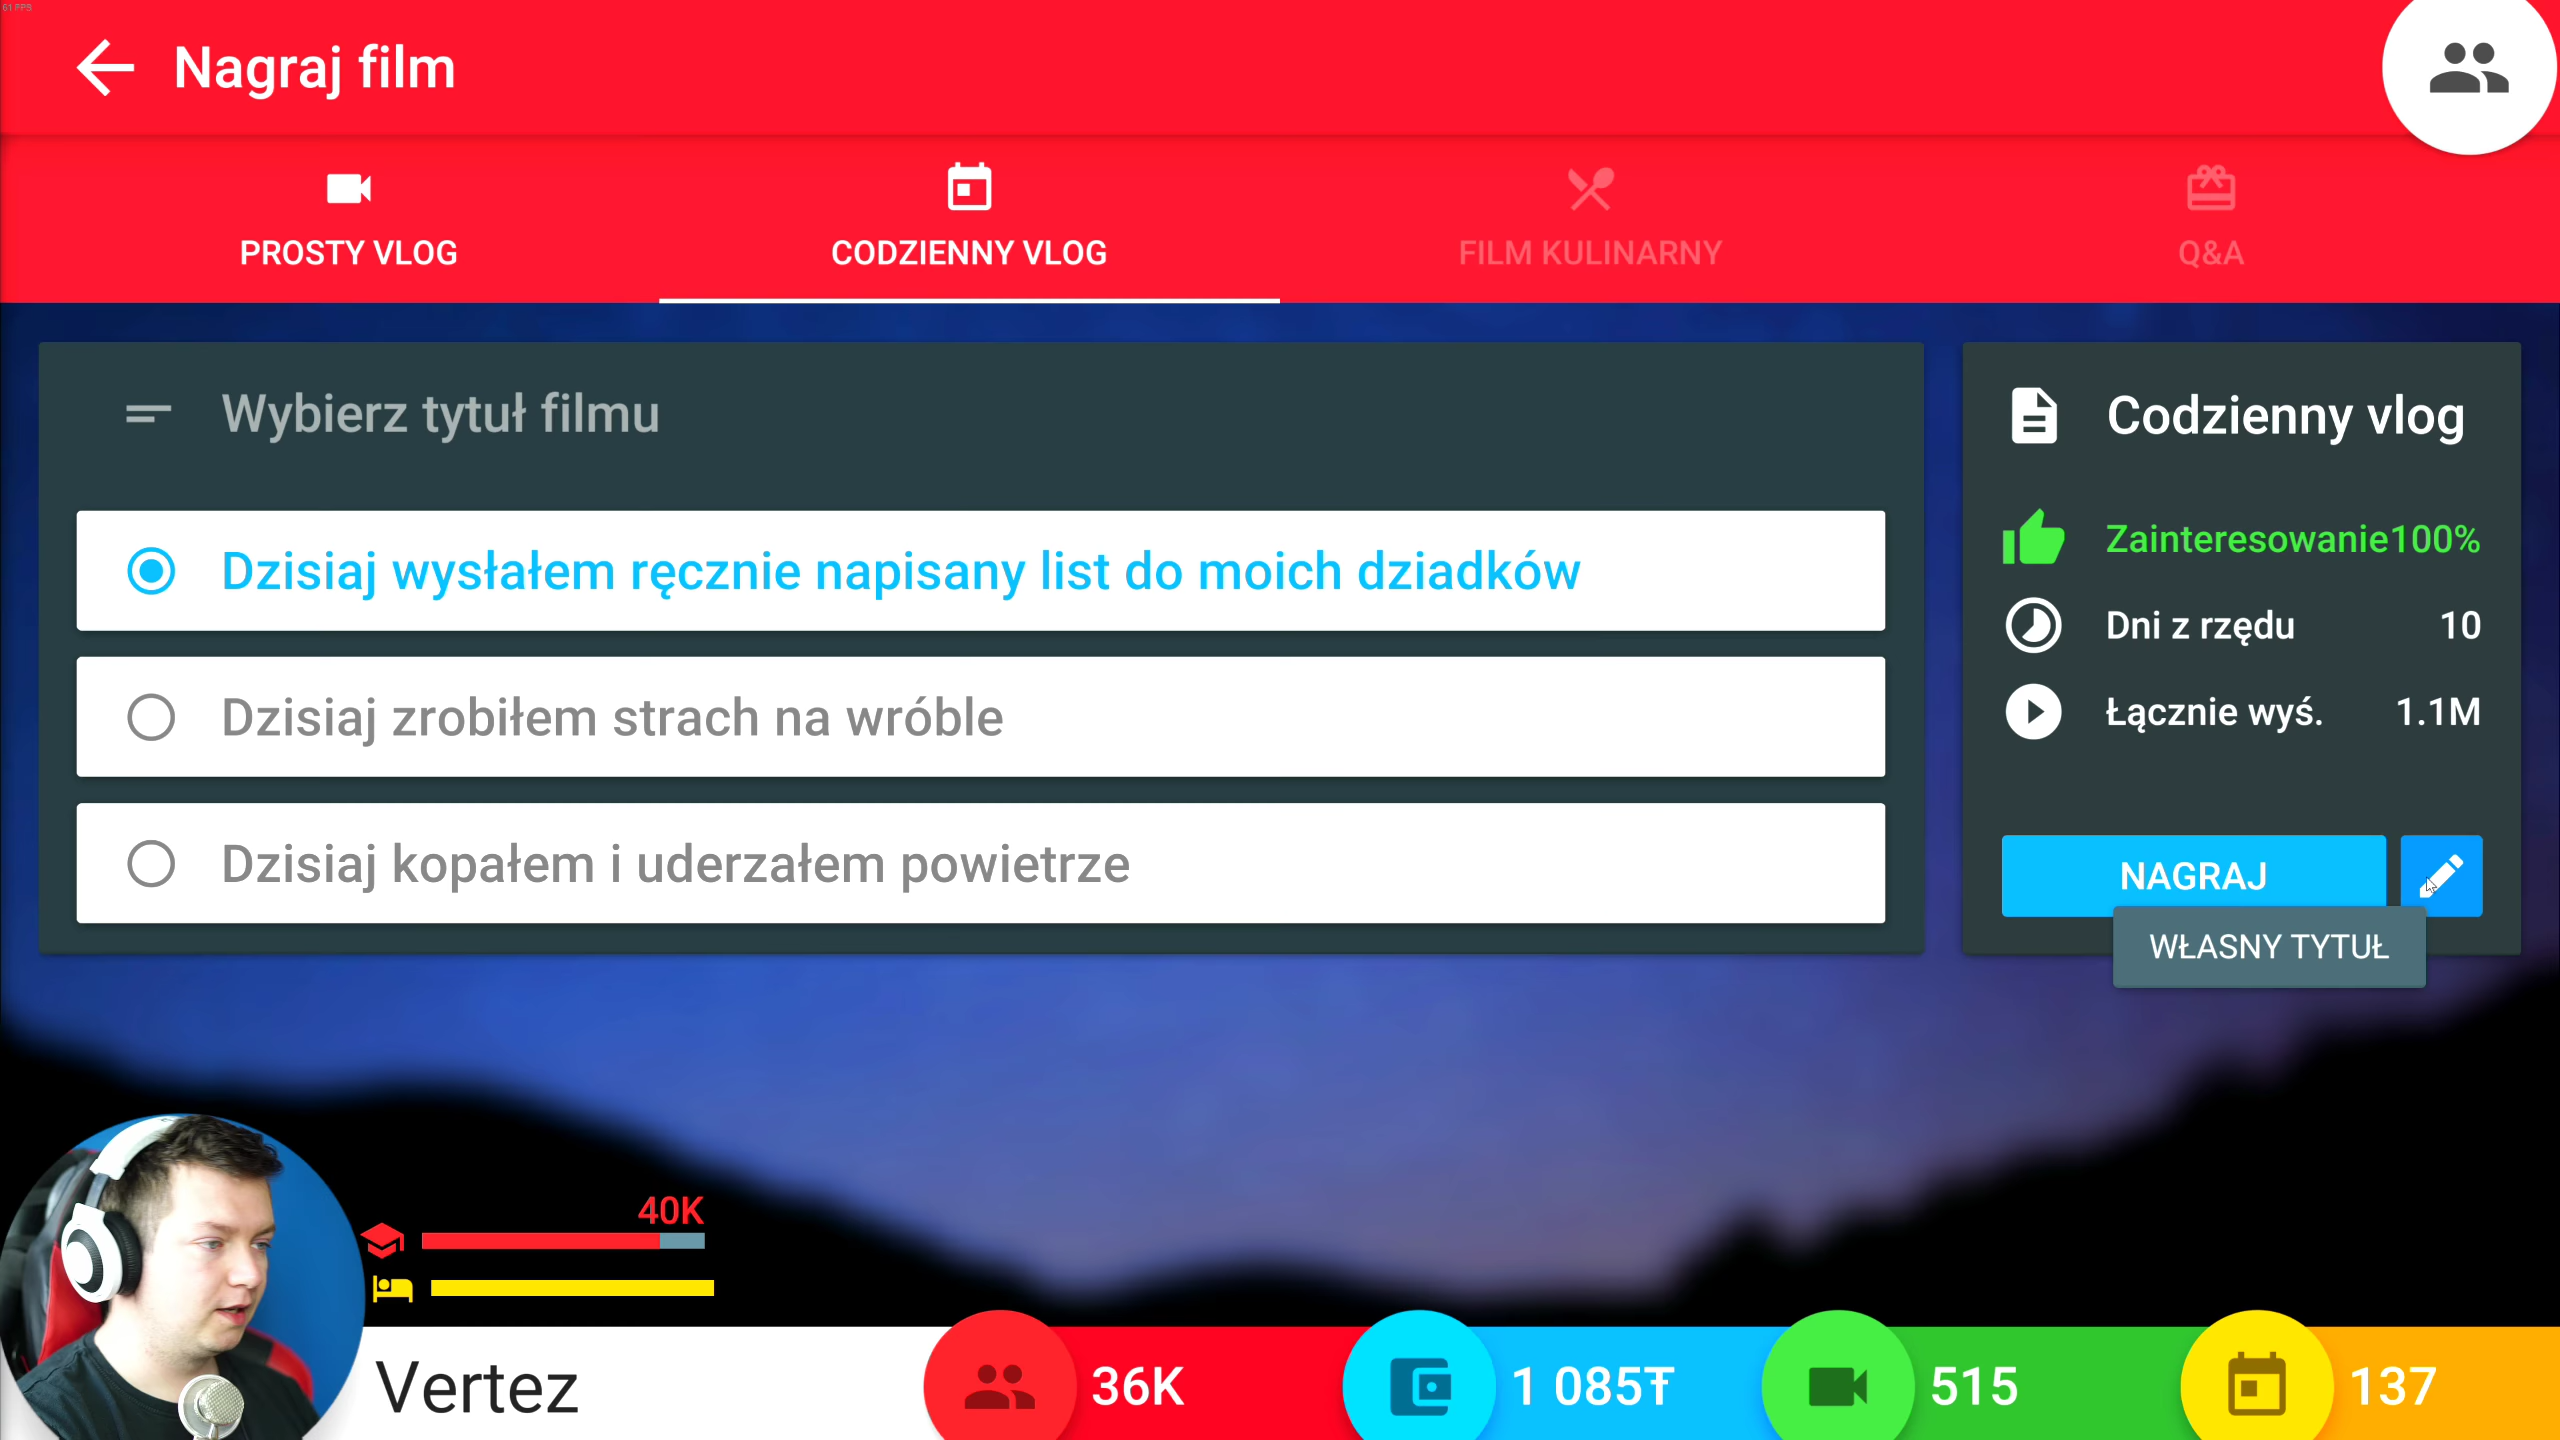 61 FPS
Nagraj film
PROSTY VLOG
CODZIENNY VLOG
FILM KULINARNY
Q&A
Wybierz tytuł filmu
Dzisiaj wysłałem ręcznie napisany list do moich dziadków
Dzisiaj zrobiłem strach na wróble
Dzisiaj kopałem i uderzałem powietrze
Codzienny vlog
Zainteresowanie100%
Dni z rzędu 10
Łącznie wyś. 1.1M
NAGRAJ
WŁASNY TYTUŁ
40K
Vertez
36K
1 085Ŧ
515
137